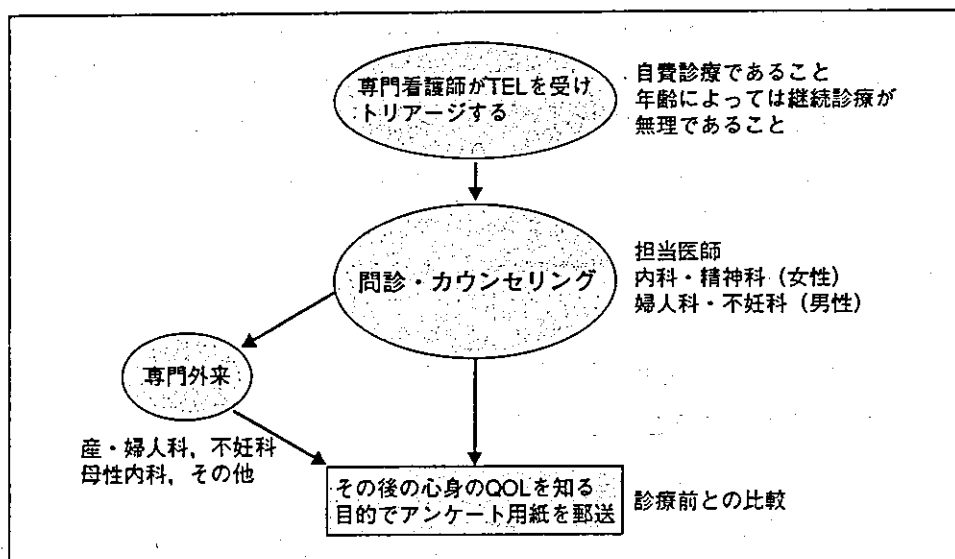 専門看護師がTELを受け
トリアージする
自費診療であること
年齢によっては継続診療が
無理であること
問診・カウンセリング
担当医師
内科・精神科（女性）
婦人科・不妊科（男性）
専門外来
産・婦人科，不妊科
母性内科，その他
その後の心身のQOLを知る
目的でアンケート用紙を郵送
診療前との比較